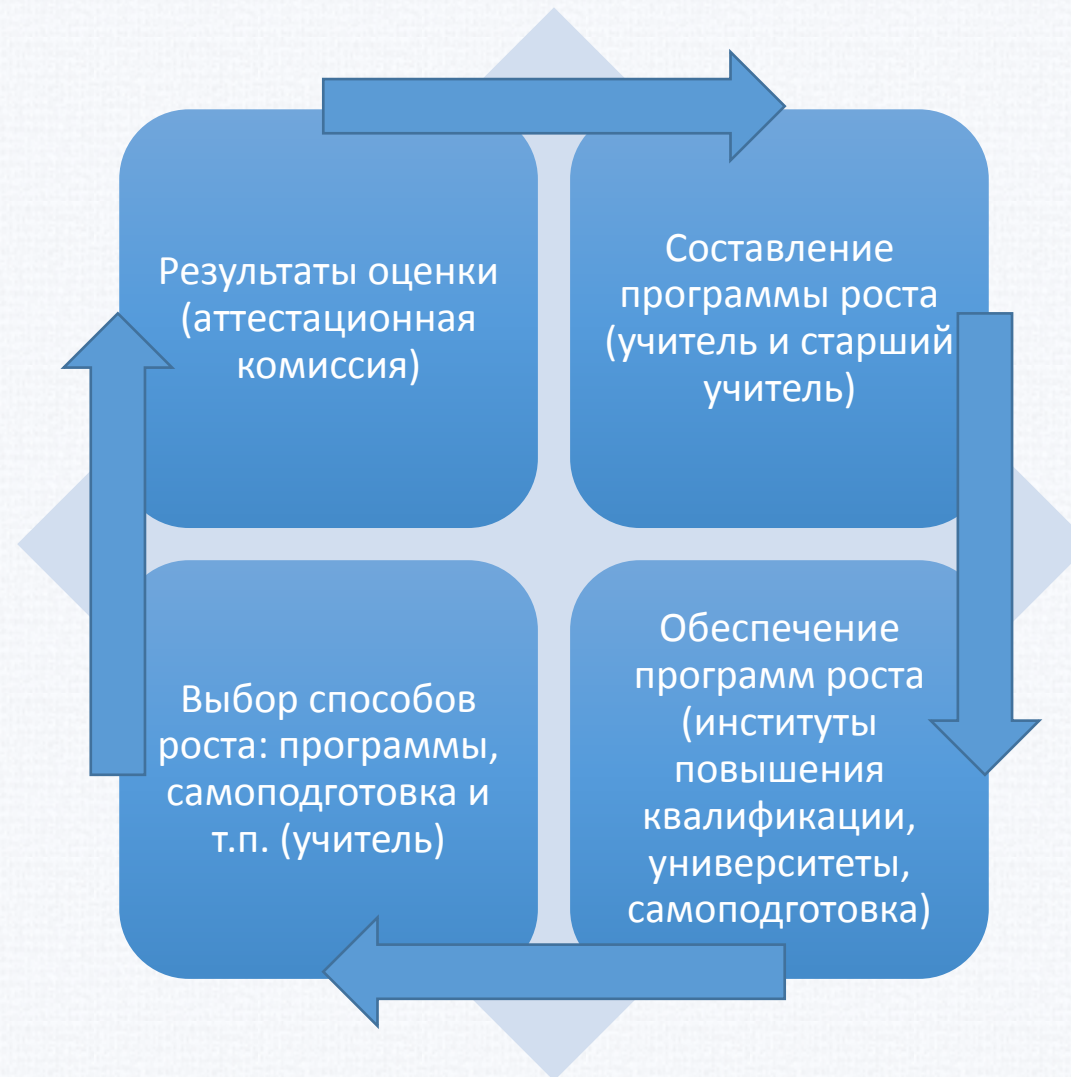 Результаты оценки
(аттестационная
комиссия)
Составление
программы роста
(учитель и старший
учитель)
Выбор способов
роста: программы,
самоподготовка и
т.п. (учитель)
Обеспечение
программ роста
(институты
повышения
квалификации,
университеты,
самоподготовка)